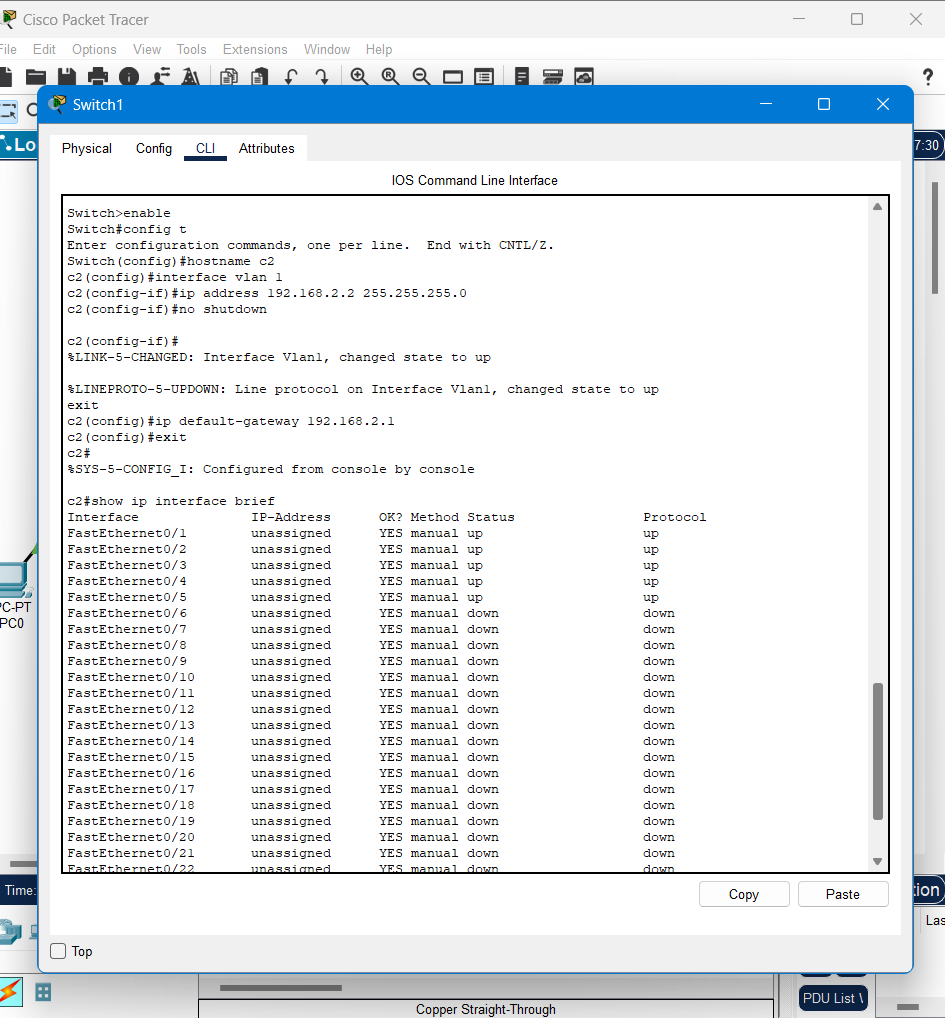 Cisco Packet Tracer
File Edit Options View Tools Extensions Window Help
Switch1
Lo
7:30
Physical Config CLI Attributes
IOS Command Line Interface
Switch>enable
Switch#config t
Enter configuration commands, one per line.  End with CNTL/Z.
Switch(config)#hostname c2
c2(config)#interface vlan 1
c2(config-if)#ip address 192.168.2.2 255.255.255.0
c2(config-if)#no shutdown
c2(config-if)#
%LINK-5-CHANGED: Interface Vlan1, changed state to up
%LINEPROTO-5-UPDOWN: Line protocol on Interface Vlan1, changed state to up
exit
c2(config)#ip default-gateway 192.168.2.1
c2(config)#exit
c2#
%SYS-5-CONFIG_I: Configured from console by console
c2#show ip interface brief
Interface IP-Address OK? Method Status Protocol
FastEthernet0/1 unassigned YES manual up up
FastEthernet0/2 unassigned YES manual up up
FastEthernet0/3 unassigned YES manual up up
FastEthernet0/4 unassigned YES manual up up
FastEthernet0/5 unassigned YES manual up up
FastEthernet0/6 unassigned YES manual down down
FastEthernet0/7 unassigned YES manual down down
FastEthernet0/8 unassigned YES manual down down
FastEthernet0/9 unassigned YES manual down down
FastEthernet0/10 unassigned YES manual down down
FastEthernet0/11 unassigned YES manual down down
FastEthernet0/12 unassigned YES manual down down
FastEthernet0/13 unassigned YES manual down down
FastEthernet0/14 unassigned YES manual down down
FastEthernet0/15 unassigned YES manual down down
FastEthernet0/16 unassigned YES manual down down
FastEthernet0/17 unassigned YES manual down down
FastEthernet0/18 unassigned YES manual down down
FastEthernet0/19 unassigned YES manual down down
FastEthernet0/20 unassigned YES manual down down
FastEthernet0/21 unassigned YES manual down down
FastEthernet0/22 unassigned YES manual down down
PC-PT
PC0
Time:
Copy Paste
tion
Las
Top
PDU List \
Copper Straight-Through